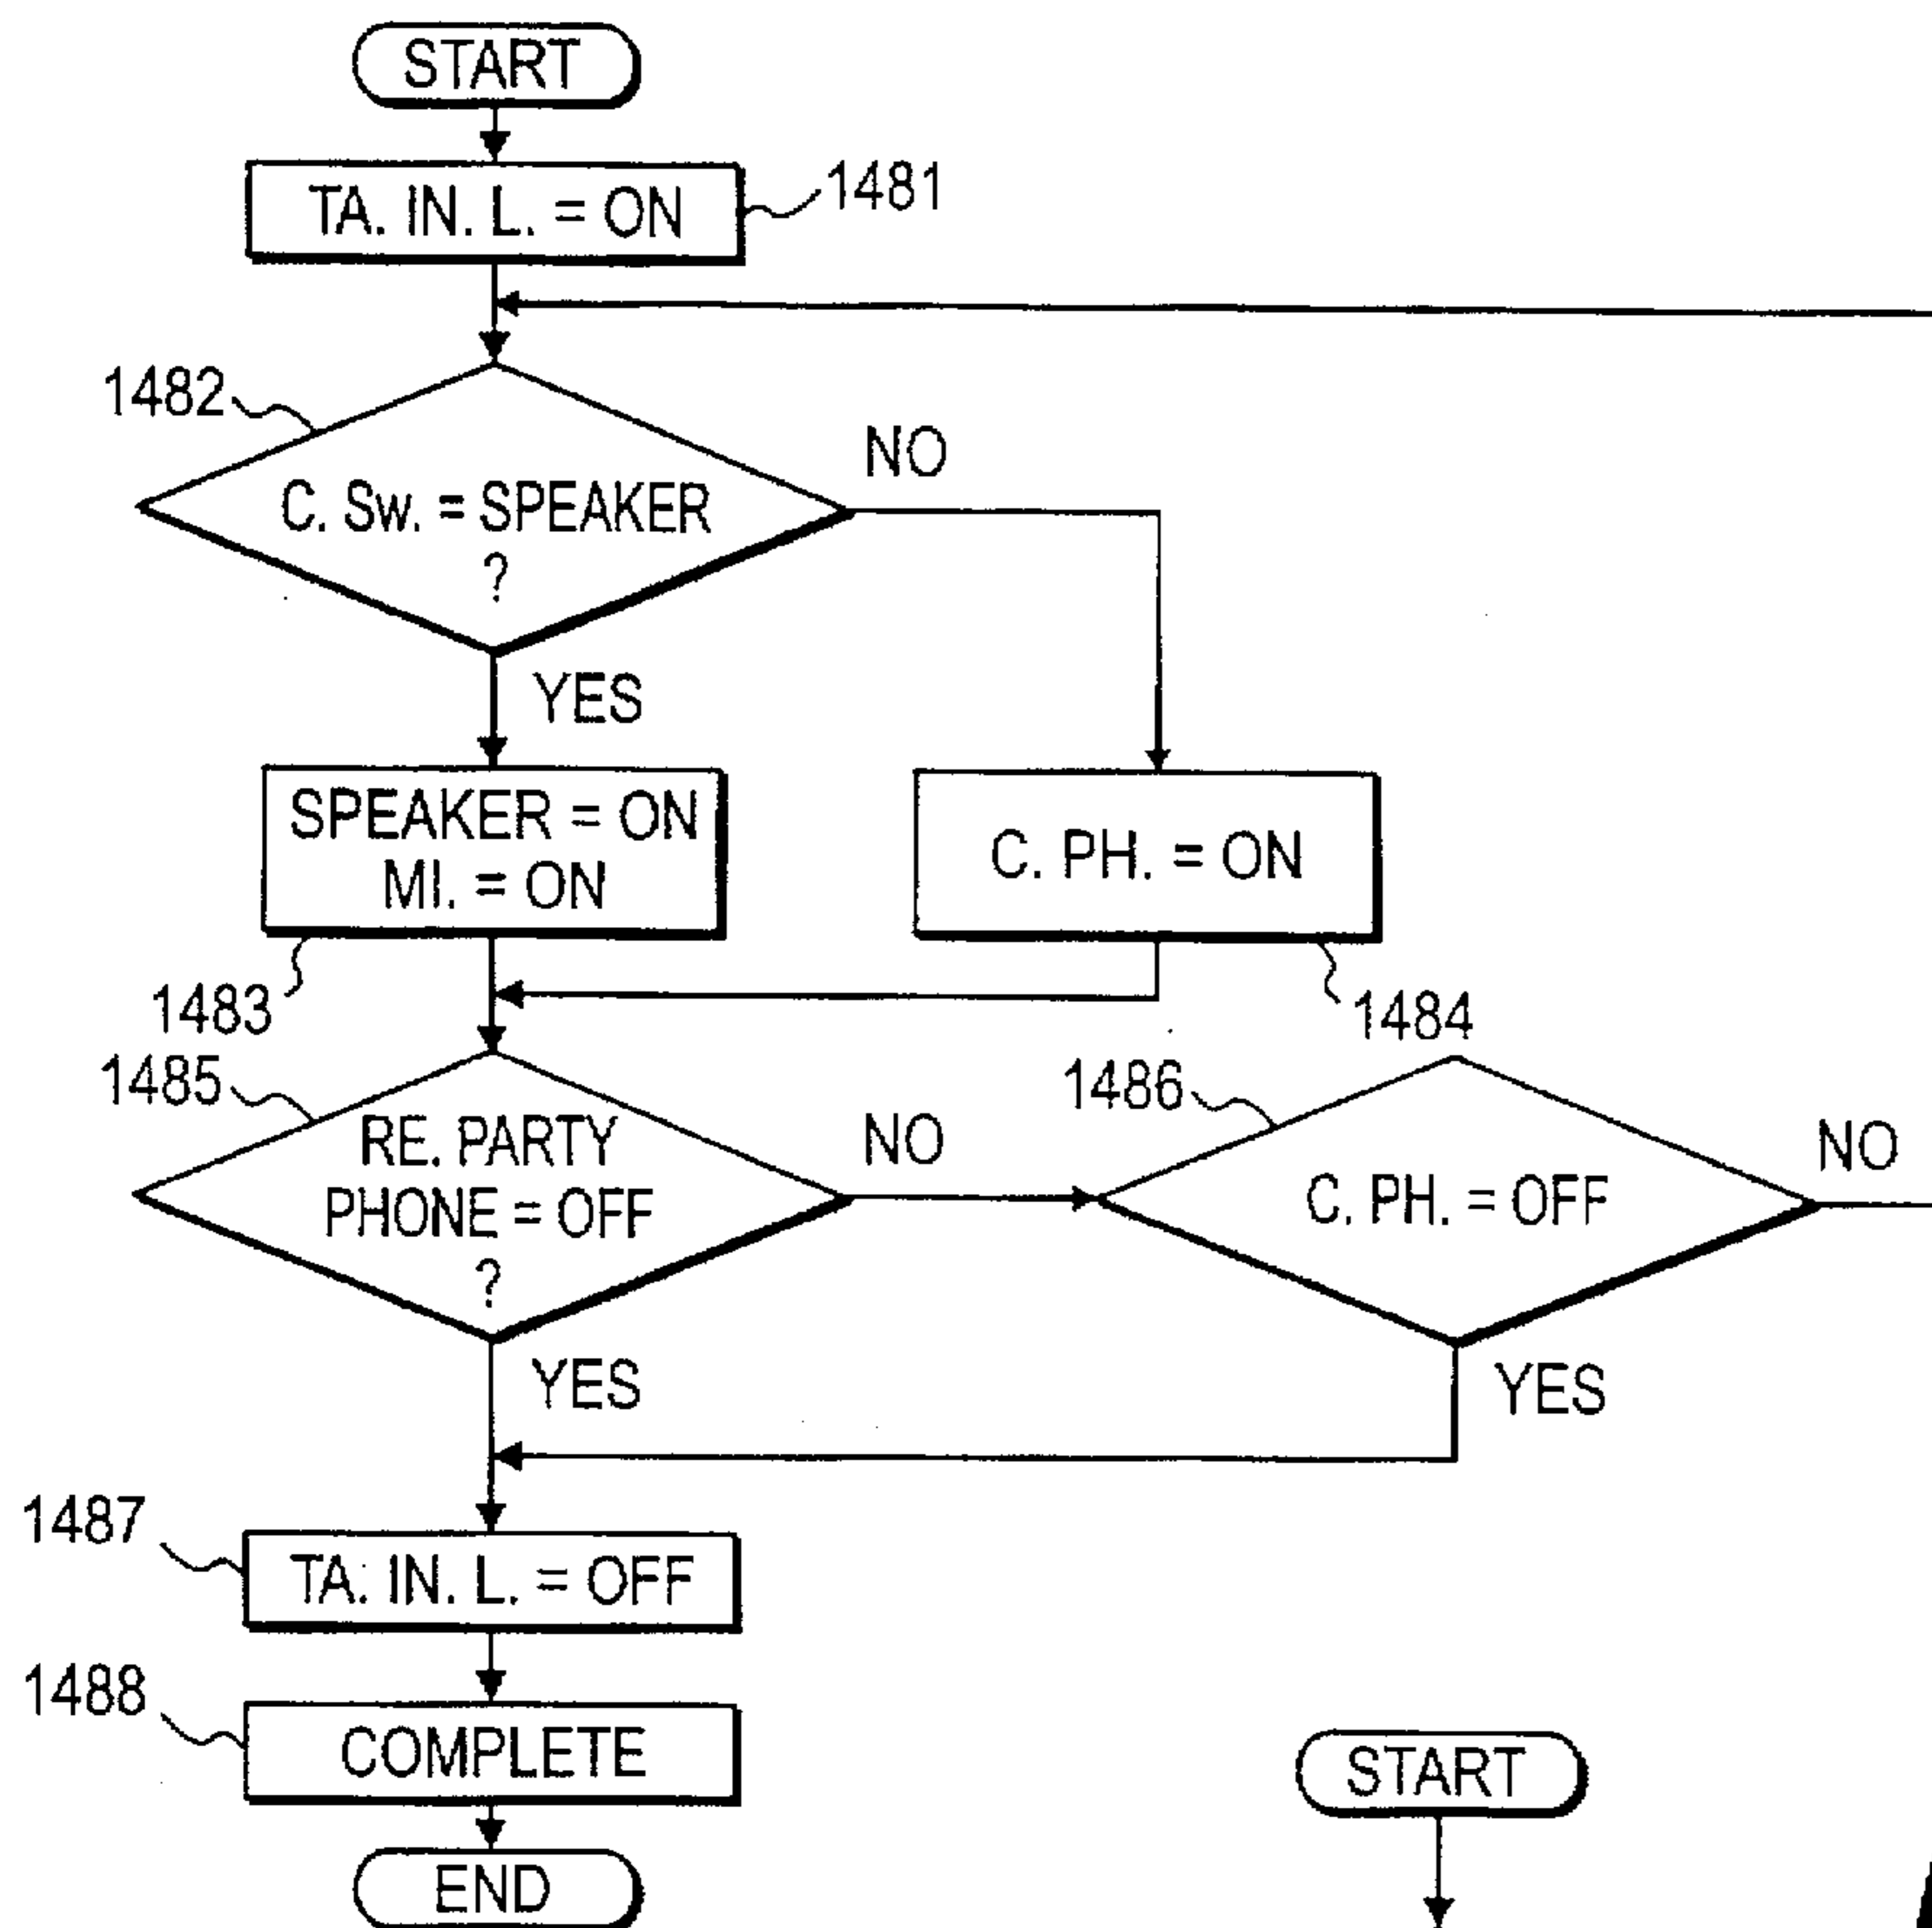 START
TA. IN. L. = ON
1481
1482
C. Sw. = SPEAKER
?
NO
YES
SPEAKER = ON
MI. = ON
1483
C. PH. = ON
1484
1485
RE. PARTY
PHONE = OFF
?
NO
1486
C. PH. = OFF
NO
YES
YES
1487
TA. IN. L. = OFF
1488
COMPLETE
END
START